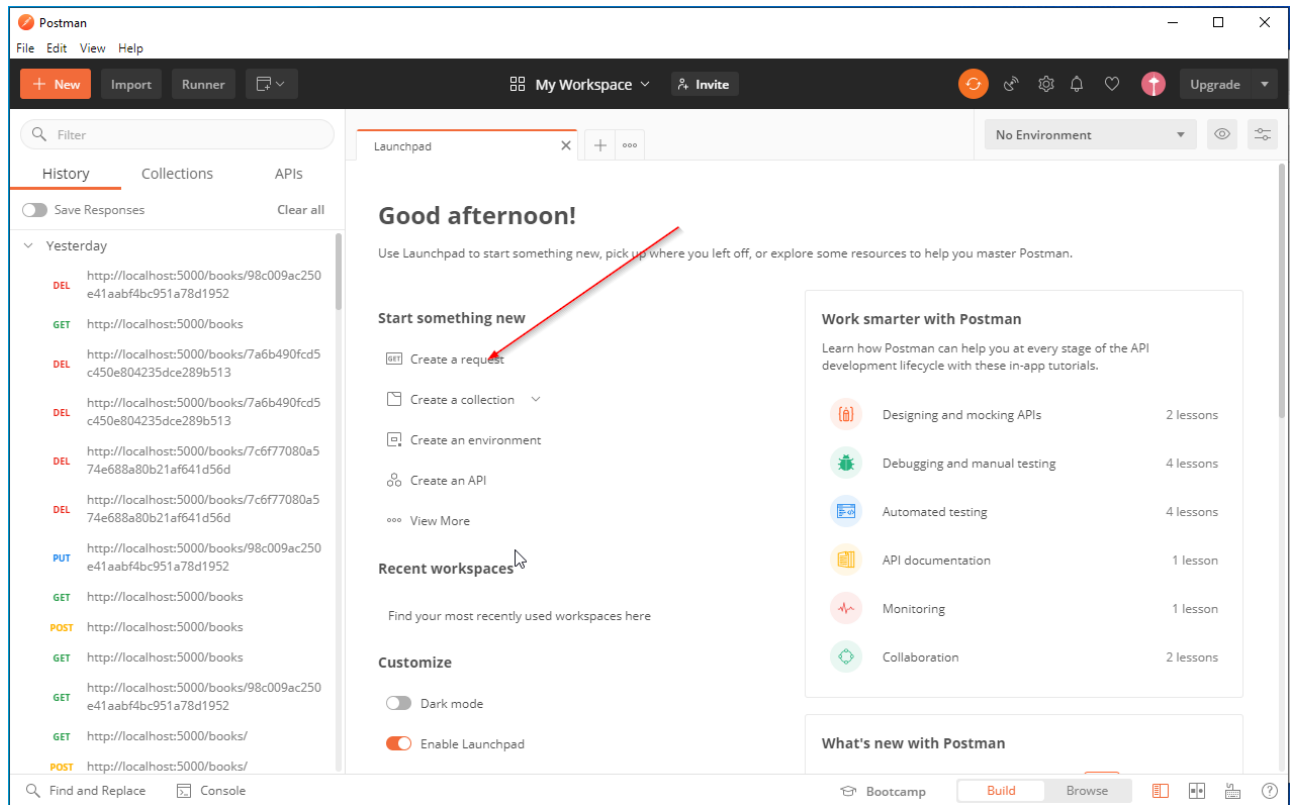 Postman
File Edit View Help
+ New Import Runner My Workspace Invite Upgrade
Filter
History Collections APIs
Save Responses Clear all
Yesterday
DEL http://localhost:5000/books/98c009ac250
e41aabf4bc951a78d1952
GET http://localhost:5000/books
DEL http://localhost:5000/books/7a6b490fcd5
c450e804235dce289b513
DEL http://localhost:5000/books/7a6b490fcd5
c450e804235dce289b513
DEL http://localhost:5000/books/7c6f77080a5
74e688a80b21af641d56d
DEL http://localhost:5000/books/7c6f77080a5
74e688a80b21af641d56d
PUT http://localhost:5000/books/98c009ac250
e41aabf4bc951a78d1952
GET http://localhost:5000/books
POST http://localhost:5000/books
GET http://localhost:5000/books
GET http://localhost:5000/books/98c009ac250
e41aabf4bc951a78d1952
GET http://localhost:5000/books/
POST http://localhost:5000/books/
Launchpad
No Environment
Good afternoon!
Use Launchpad to start something new, pick up where you left off, or explore some resources to help you master Postman.
Start something new
GET Create a request
Create a collection
Create an environment
Create an API
View More
Recent workspaces
Find your most recently used workspaces here
Customize
Dark mode
Enable Launchpad
Work smarter with Postman
Learn how Postman can help you at every stage of the API
development lifecycle with these in-app tutorials.
Designing and mocking APIs 2 lessons
Debugging and manual testing 4 lessons
Automated testing 4 lessons
API documentation 1 lesson
Monitoring 1 lesson
Collaboration 2 lessons
What's new with Postman
Find and Replace Console Bootcamp Build Browse